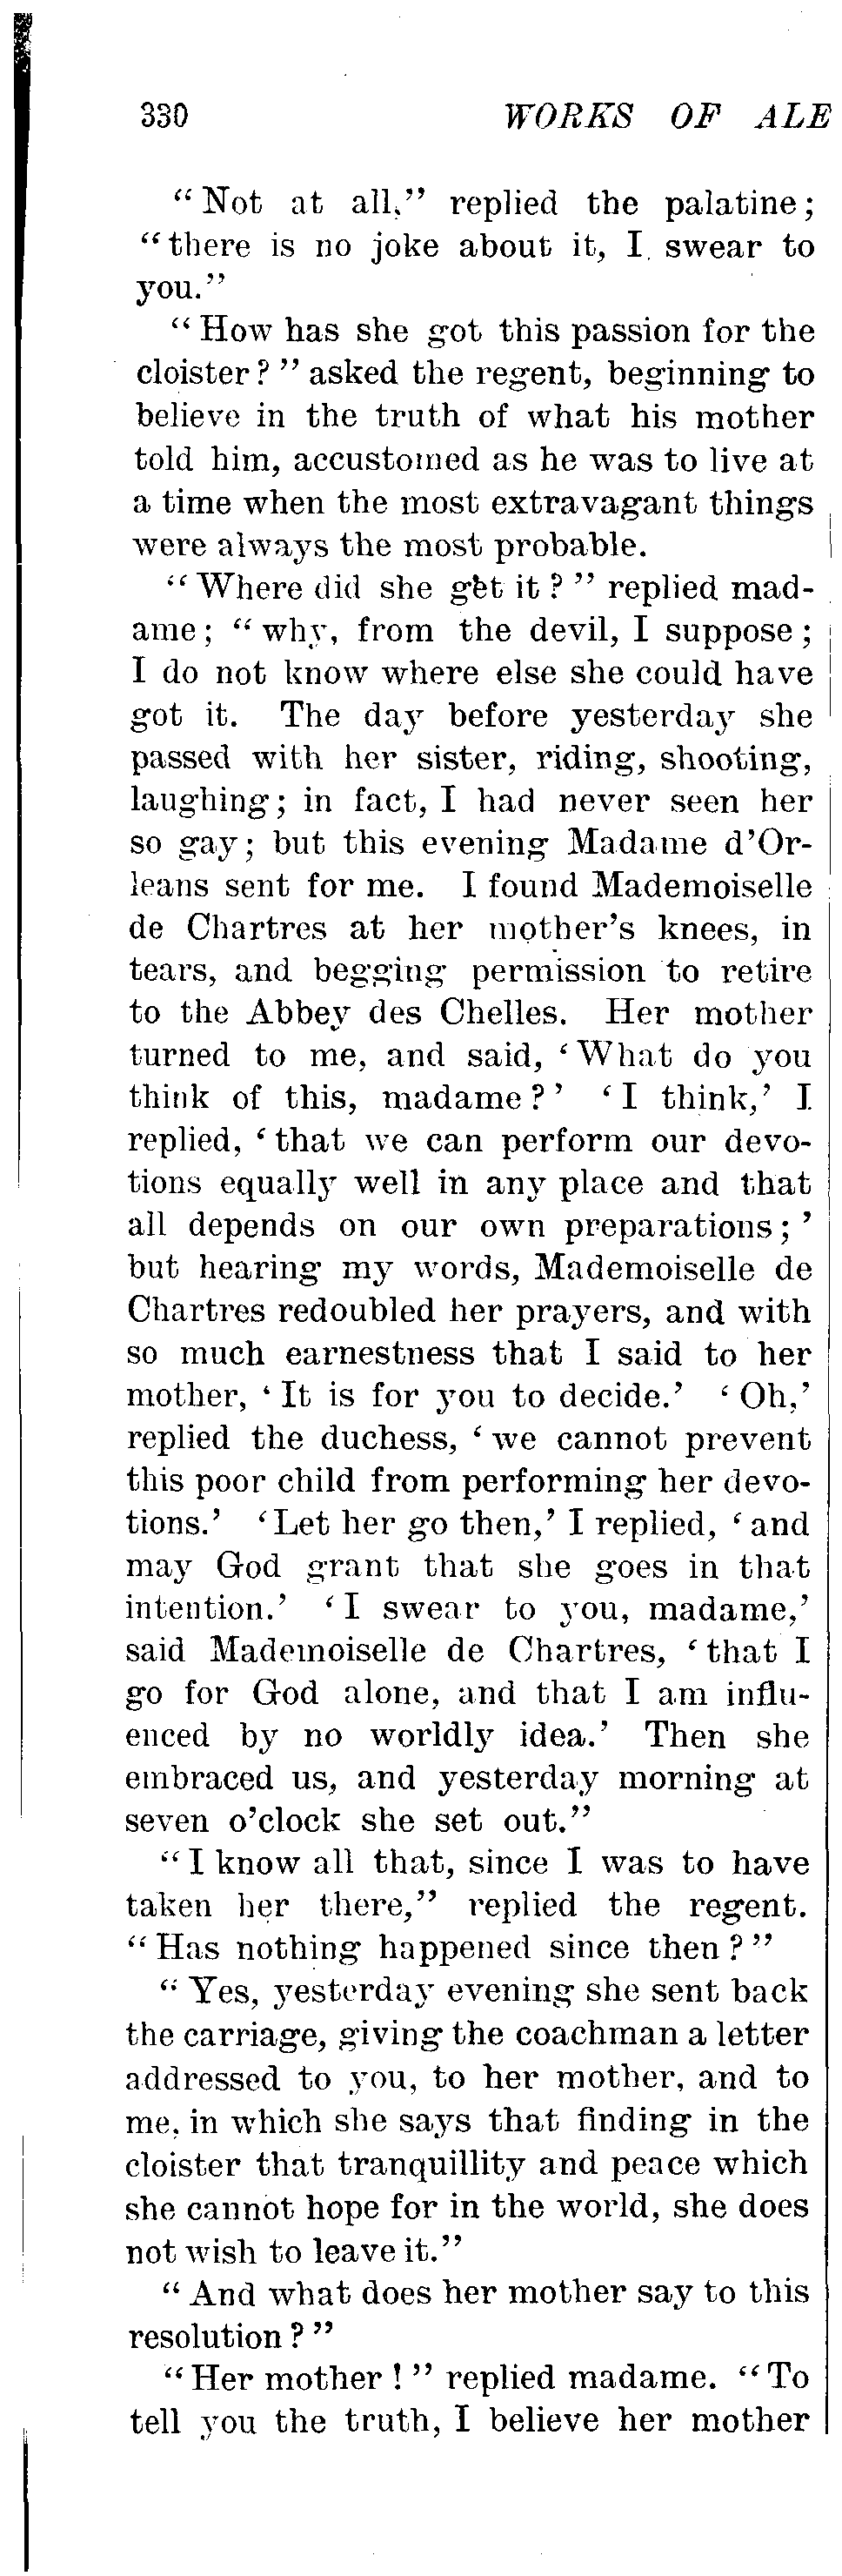 330 WORKS OF ALE
"Not at all," replied the palatine;
"there is no joke about it, I swear to
you."
"How has she got this passion for the
cloister?" asked the regent, beginning to
believe in the truth of what his mother
told him, accustomed as he was to live at
a time when the most extravagant things
were always the most probable.
"Where did she get it?" replied mad-
ame; "why, from the devil, I suppose;
I do not know where else she could have
got it. The day before yesterday she
passed with her sister, riding, shooting,
laughing; in fact, I had never seen her
so gay; but this evening Madame d'Or-
leans sent for me. I found Mademoiselle
de Chartres at her mother's knees, in
tears, and begging permission to retire
to the Abbey des Chelles. Her mother
turned to me, and said, 'What do you
think of this, madame?' 'I think,' I
replied, 'that we can perform our devo-
tions equally well in any place and that
all depends on our own preparations;'
but hearing my words, Mademoiselle de
Chartres redoubled her prayers, and with
so much earnestness that I said to her
mother, 'It is for you to decide.' 'Oh,'
replied the duchess, 'we cannot prevent
this poor child from performing her devo-
tions.' 'Let her go then,' I replied, 'and
may God grant that she goes in that
intention.' 'I swear to you, madame,'
said Mademoiselle de Chartres, 'that I
go for God alone, and that I am influ-
enced by no worldly idea.' Then she
embraced us, and yesterday morning at
seven o'clock she set out."
"I know all that, since I was to have
taken her there," replied the regent.
"Has nothing happened since then?"
"Yes, yesterday evening she sent back
the carriage, giving the coachman a letter
addressed to you, to her mother, and to
me, in which she says that finding in the
cloister that tranquillity and peace which
she cannot hope for in the world, she does
not wish to leave it."
"And what does her mother say to this
resolution?"
"Her mother!" replied madame. "To
tell you the truth, I believe her mother